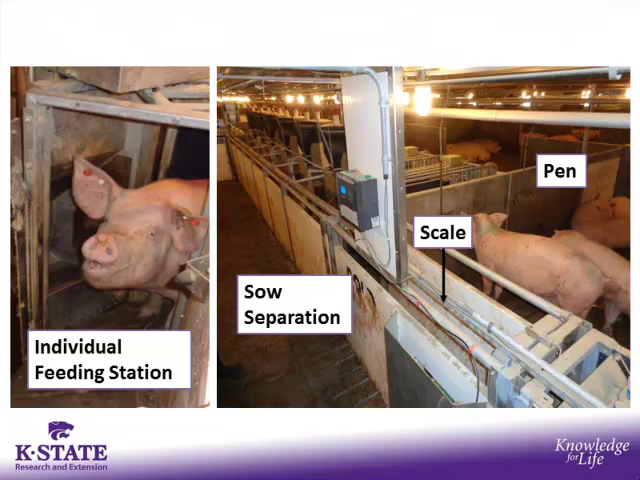 Pen
Scale
Sow
Separation
Individual
Feeding Station
K-STATE
Research and Extension
Knowledge
for Life